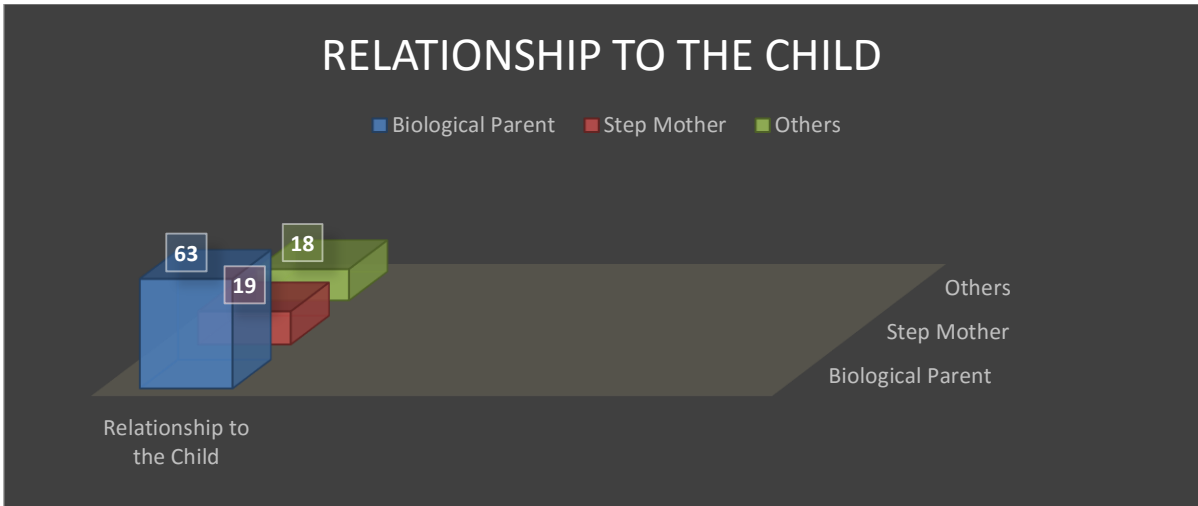 RELATIONSHIP TO THE CHILD
Biological Parent Step Mother Others
63
19
18
Others
Step Mother
Biological Parent
Relationship to
the Child